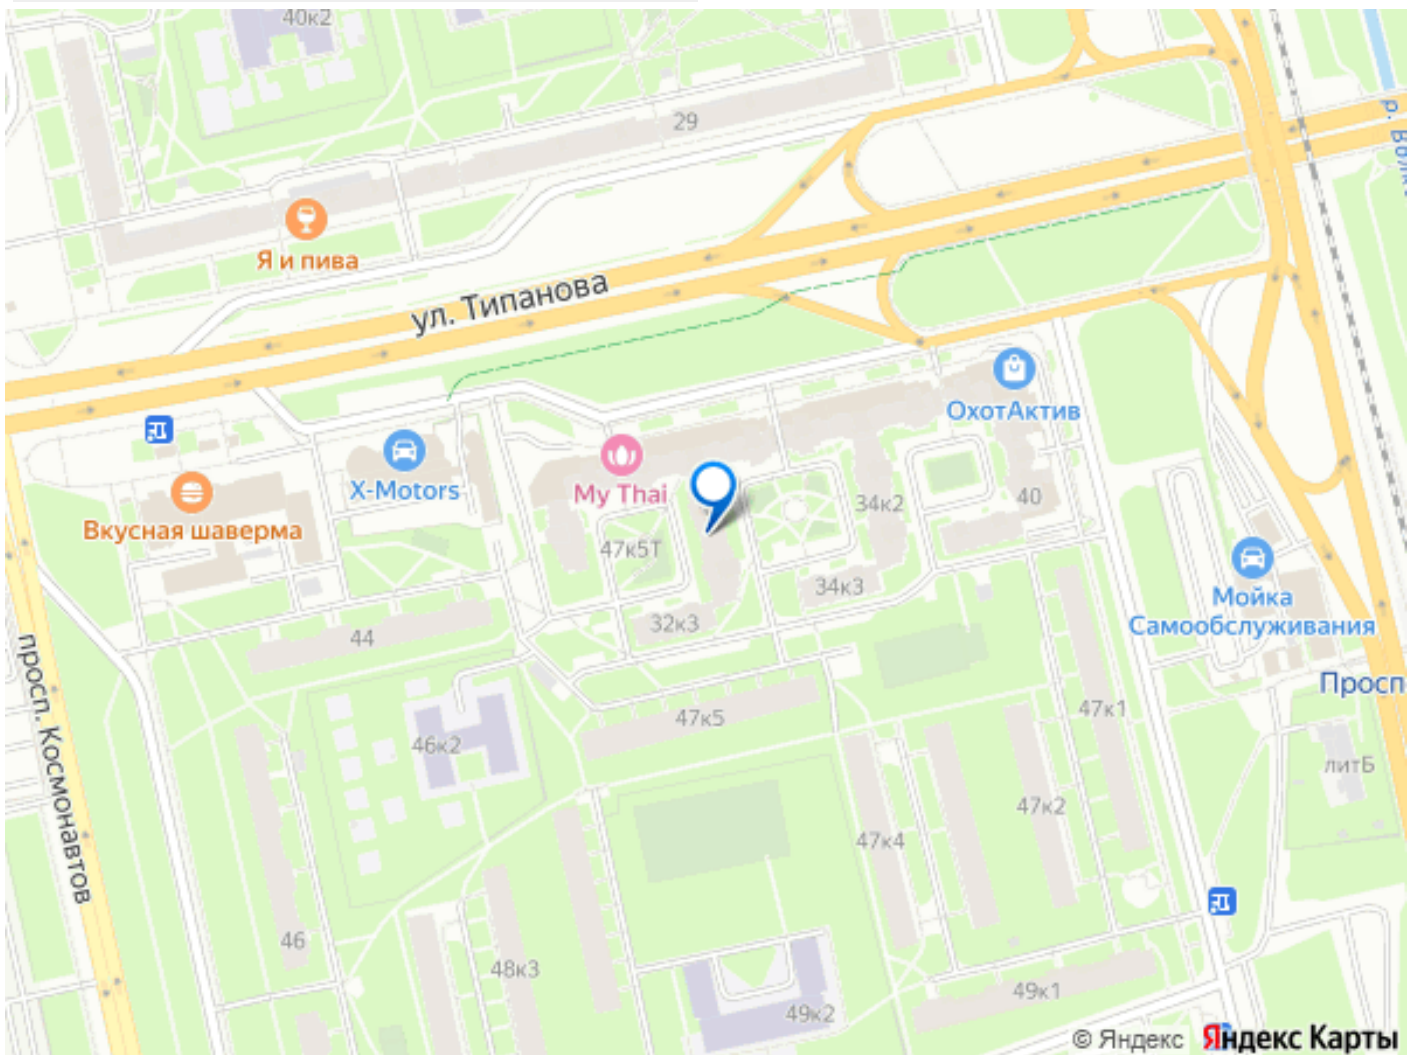 40к2
29
р. Волк
Я и пива
ул. Типанова
ОхотАктив
X-Motors
My Thai
Вкусная шаверма
34к2
40
47к5Т
34к3
Мойка
Самообслуживания
32к3
44
Просп
просп. Космонавтов
47к5
47к1
46к2
литБ
47к2
47к4
46
48к3
49к1
49к2
© Яндекс Яндекс Карты